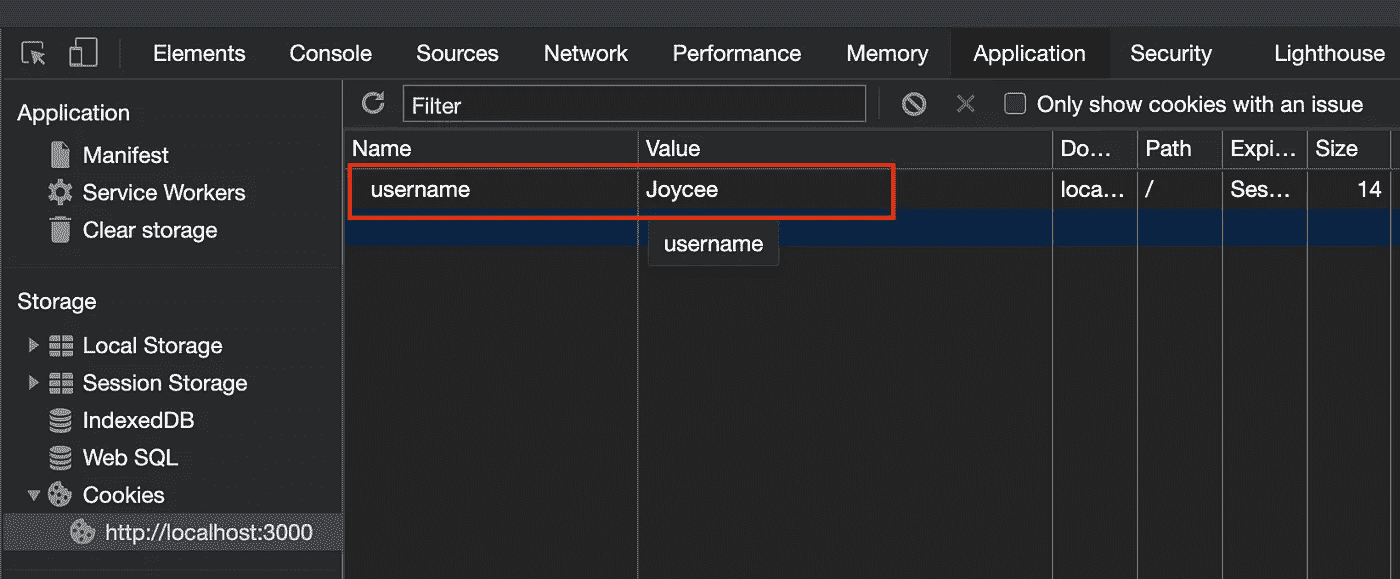 Elements Console Sources Network Performance Memory Application Security Lighthouse
Application
Manifest
Service Workers
Clear storage
Storage
Local Storage
Session Storage
IndexedDB
Web SQL
Cookies
http://localhost:3000
Filter Only show cookies with an issue
Name Value Do... Path Expi... Size
username Joycee loca... / Ses... 14
username